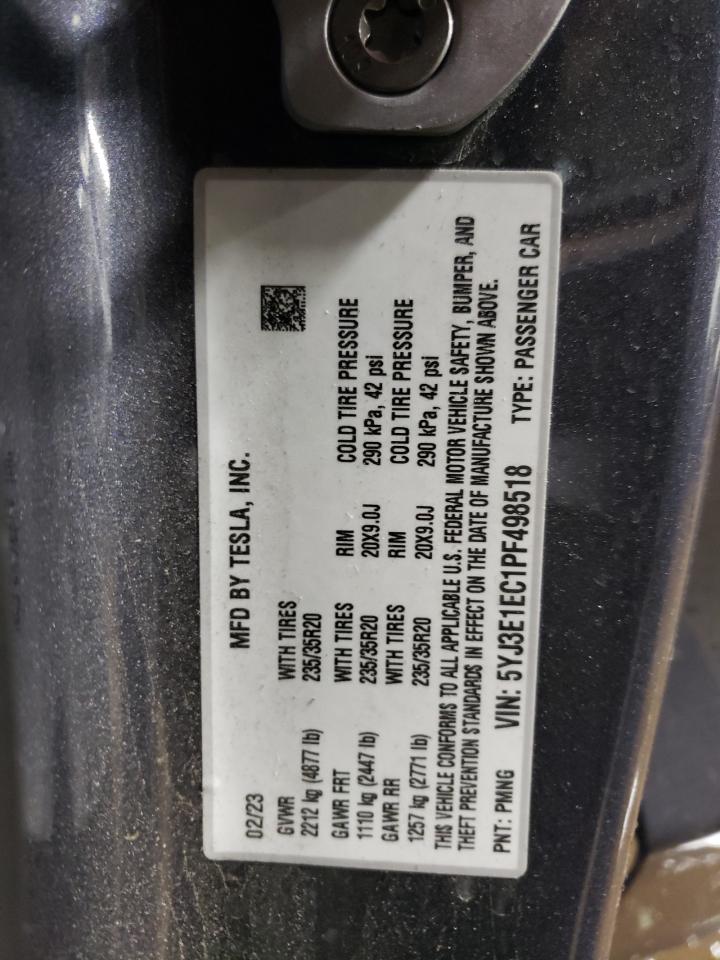 MFD BY TESLA, INC.
02/23
GVWR WITH TIRES
2212 kg (4877 lb) 235/35R20
GAWR FRT WITH TIRES RIM COLD TIRE PRESSURE
1110 kg (2447 lb) 235/35R20 20X9.0J 290 kPa, 42 psi
GAWR RR WITH TIRES RIM COLD TIRE PRESSURE
1257 kg (2771 lb) 235/35R20 20X9.0J 290 kPa, 42 psi
THIS VEHICLE CONFORMS TO ALL APPLICABLE U.S. FEDERAL MOTOR VEHICLE SAFETY, BUMPER, AND
THEFT PREVENTION STANDARDS IN EFFECT ON THE DATE OF MANUFACTURE SHOWN ABOVE.
PNT: PMNG VIN: 5YJ3E1EC1PF498518 TYPE: PASSENGER CAR